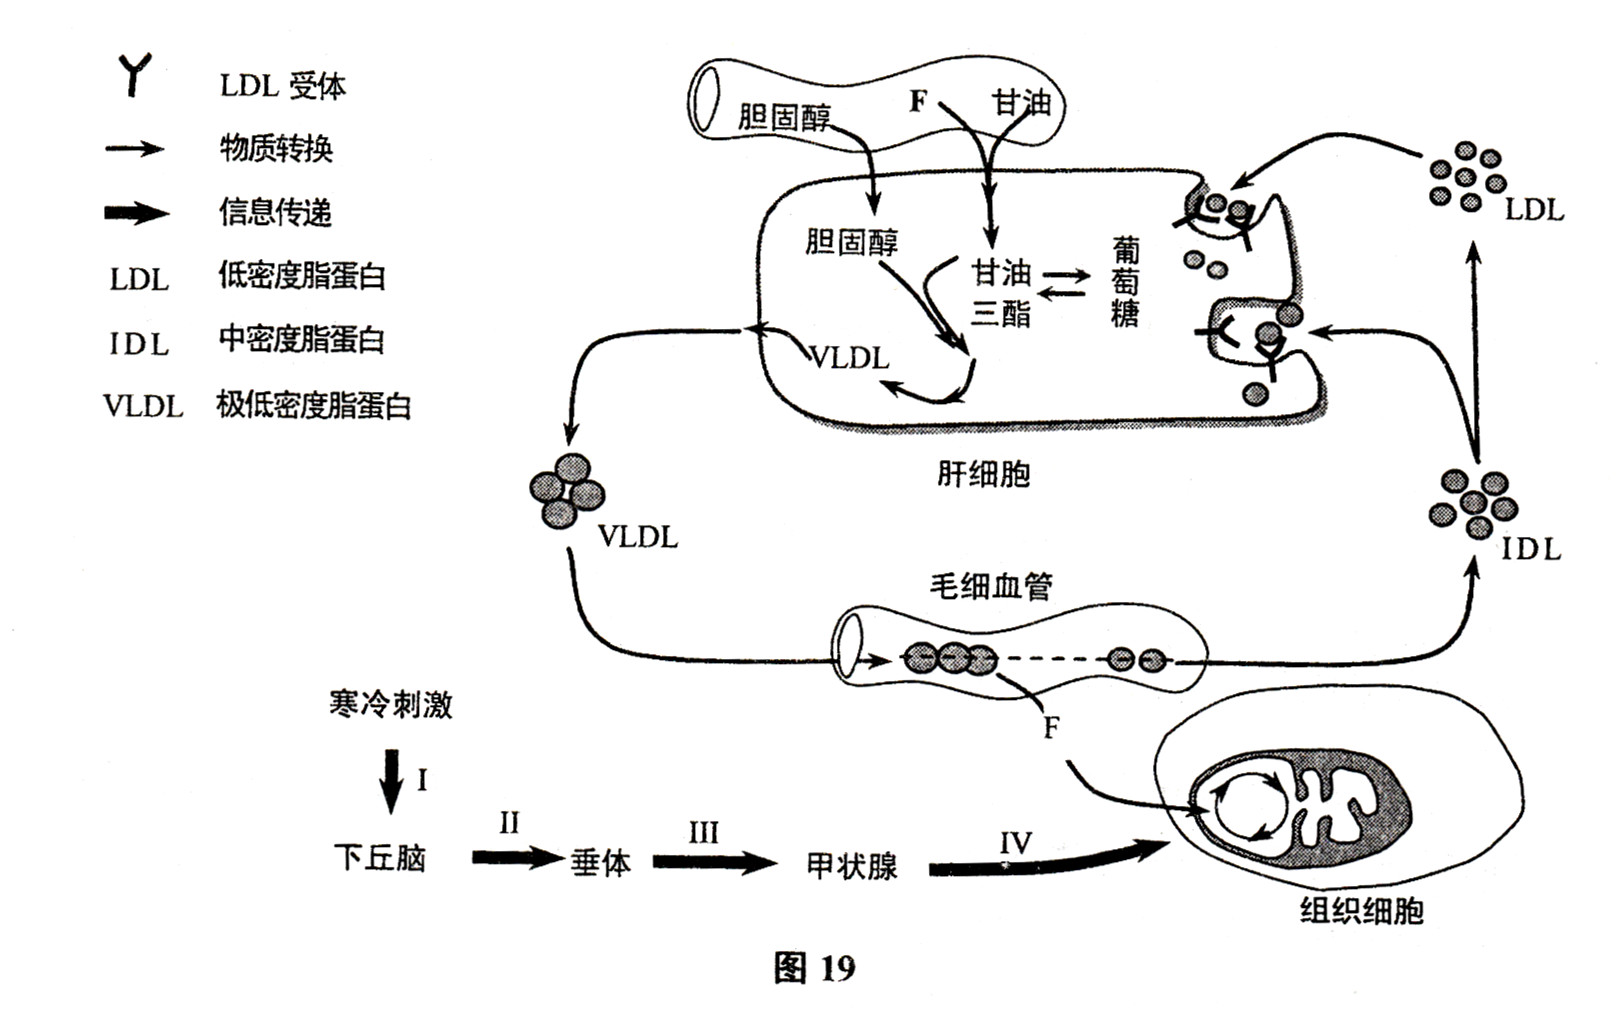 LDL 受体
物质转换
信息传递
LDL 低密度脂蛋白
IDL 中密度脂蛋白
VLDL 极低密度脂蛋白
胆固醇
F
甘油
胆固醇
甘油
三酯
葡萄糖
VLDL
肝细胞
LDL
IDL
VLDL
毛细血管
F
寒冷刺激
I
下丘脑
II
垂体
III
甲状腺
IV
组织细胞
图 19